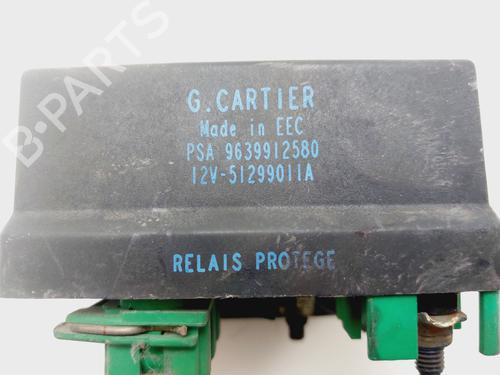 G.CARTIER
Made in EEC
PSA 9639912580
12V-51299011A
RELAIS PROTEGE
B-PARTS